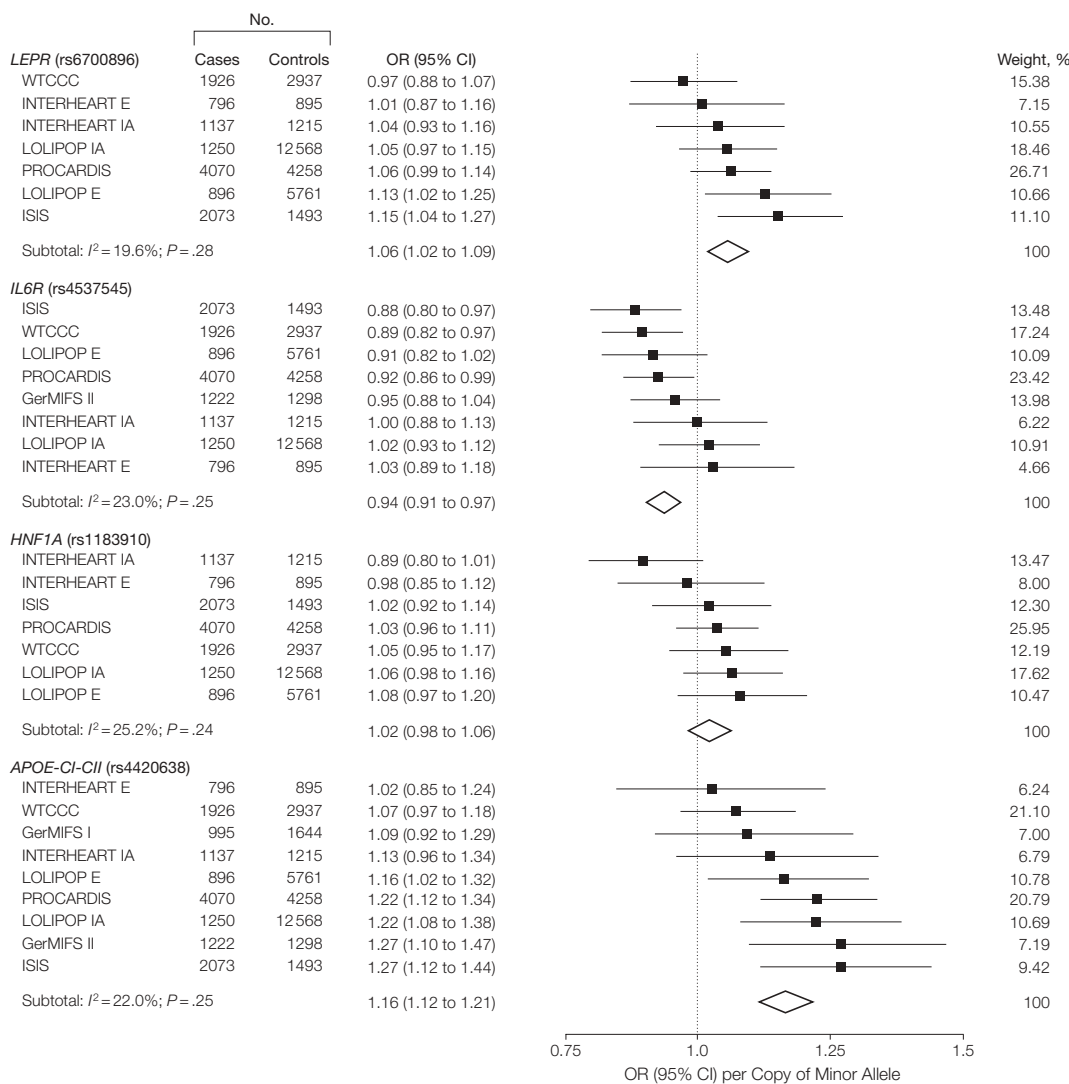 No.
LEPR (rs6700896) Cases Controls OR (95% CI) Weight, %
WTCCC 1926 2937 0.97 (0.88 to 1.07) 15.38
INTERHEART E 796 895 1.01 (0.87 to 1.16) 7.15
INTERHEART IA 1137 1215 1.04 (0.93 to 1.16) 10.55
LOLIPOP IA 1250 12568 1.05 (0.97 to 1.15) 18.46
PROCARDIS 4070 4258 1.06 (0.99 to 1.14) 26.71
LOLIPOP E 896 5761 1.13 (1.02 to 1.25) 10.66
ISIS 2073 1493 1.15 (1.04 to 1.27) 11.10
Subtotal: I² = 19.6%; P = .28 1.06 (1.02 to 1.09) 100
IL6R (rs4537545)
ISIS 2073 1493 0.88 (0.80 to 0.97) 13.48
WTCCC 1926 2937 0.89 (0.82 to 0.97) 17.24
LOLIPOP E 896 5761 0.91 (0.82 to 1.02) 10.09
PROCARDIS 4070 4258 0.92 (0.86 to 0.99) 23.42
GerMIFS II 1222 1298 0.95 (0.88 to 1.04) 13.98
INTERHEART IA 1137 1215 1.00 (0.88 to 1.13) 6.22
LOLIPOP IA 1250 12568 1.02 (0.93 to 1.12) 10.91
INTERHEART E 796 895 1.03 (0.89 to 1.18) 4.66
Subtotal: I² = 23.0%; P = .25 0.94 (0.91 to 0.97) 100
HNF1A (rs1183910)
INTERHEART IA 1137 1215 0.89 (0.80 to 1.01) 13.47
INTERHEART E 796 895 0.98 (0.85 to 1.12) 8.00
ISIS 2073 1493 1.02 (0.92 to 1.14) 12.30
PROCARDIS 4070 4258 1.03 (0.96 to 1.11) 25.95
WTCCC 1926 2937 1.05 (0.95 to 1.17) 12.19
LOLIPOP IA 1250 12568 1.06 (0.98 to 1.16) 17.62
LOLIPOP E 896 5761 1.08 (0.97 to 1.20) 10.47
Subtotal: I² = 25.2%; P = .24 1.02 (0.98 to 1.06) 100
APOE-CI-CII (rs4420638)
INTERHEART E 796 895 1.02 (0.85 to 1.24) 6.24
WTCCC 1926 2937 1.07 (0.97 to 1.18) 21.10
GerMIFS I 995 1644 1.09 (0.92 to 1.29) 7.00
INTERHEART IA 1137 1215 1.13 (0.96 to 1.34) 6.79
LOLIPOP E 896 5761 1.16 (1.02 to 1.32) 10.78
PROCARDIS 4070 4258 1.22 (1.12 to 1.34) 20.79
LOLIPOP IA 1250 12568 1.22 (1.08 to 1.38) 10.69
GerMIFS II 1222 1298 1.27 (1.10 to 1.47) 7.19
ISIS 2073 1493 1.27 (1.12 to 1.44) 9.42
Subtotal: I² = 22.0%; P = .25 1.16 (1.12 to 1.21) 100
0.75 1.0 1.25 1.5
OR (95% CI) per Copy of Minor Allele